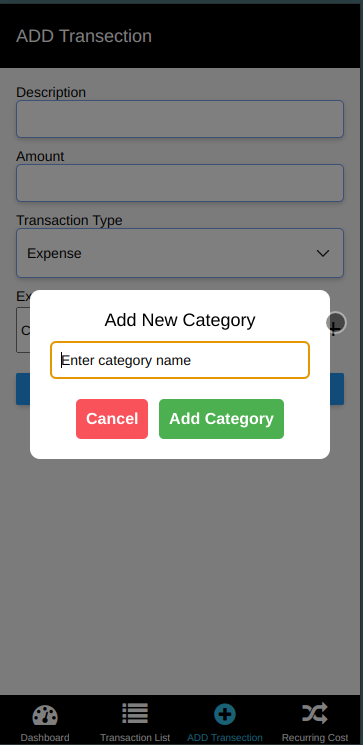 ADD Transection
Description
Amount
Transaction Type
Expense
Ex
C
Add New Category
Enter category name
Cancel
Add Category
Dashboard
Transaction List
ADD Transection
Recurring Cost